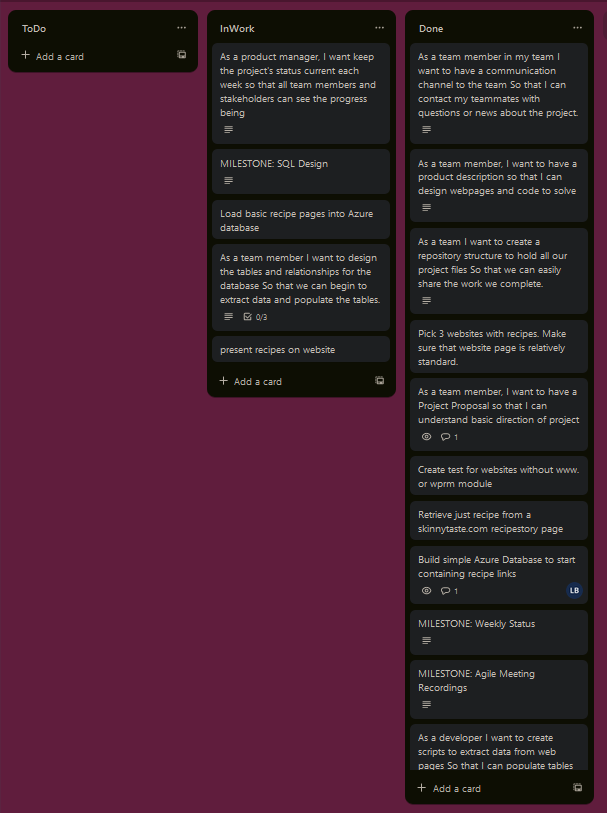 ToDo
Add a card
InWork
As a product manager, I want keep
the project's status current each
week so that all team members and
stakeholders can see the progress
being
MILESTONE: SQL Design
Load basic recipe pages into Azure
database
As a team member I want to design
the tables and relationships for the
database So that we can begin to
extract data and populate the tables.
0/3
present recipes on website
Add a card
Done
As a team member in my team I
want to have a communication
channel to the team So that I can
contact my teammates with
questions or news about the project.
As a team member, I want to have a
product description so that I can
design webpages and code to solve
As a team I want to create a
repository structure to hold all our
project files So that we can easily
share the work we complete.
Pick 3 websites with recipes. Make
sure that website page is relatively
standard.
As a team member, I want to have a
Project Proposal so that I can
understand basic direction of project
1
Create test for websites without www.
or wprm module
Retrieve just recipe from a
skinnytaste.com recipestory page
Build simple Azure Database to start
containing recipe links
1
LB
MILESTONE: Weekly Status
MILESTONE: Agile Meeting
Recordings
As a developer I want to create
scripts to extract data from web
pages So that I can populate tables
Add a card